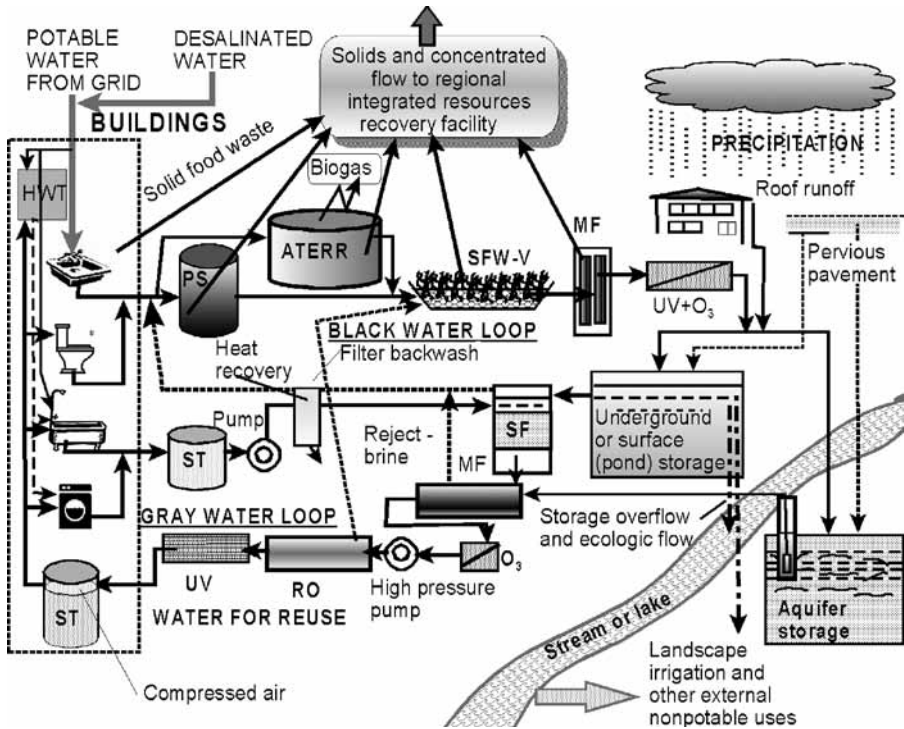 POTABLE
WATER
FROM GRID
DESALINATED
WATER
BUILDINGS
Solids and concentrated
flow to regional
integrated resources
recovery facility
PRECIPITATION
Solid food waste
Biogas
HWT
ATERR
PS
SFW-V
MF
Roof runoff
Pervious
pavement
UV+O₃
BLACK WATER LOOP
Filter backwash
Heat
recovery
Pump
ST
Reject -
brine
SF
MF
Underground
or surface
(pond) storage
GRAY WATER LOOP
Storage overflow
and ecologic flow
O₃
UV
RO
High pressure
pump
WATER FOR REUSE
ST
Aquifer
storage
Stream or lake
Compressed air
Landscape
irrigation and
other external
nonpotable uses